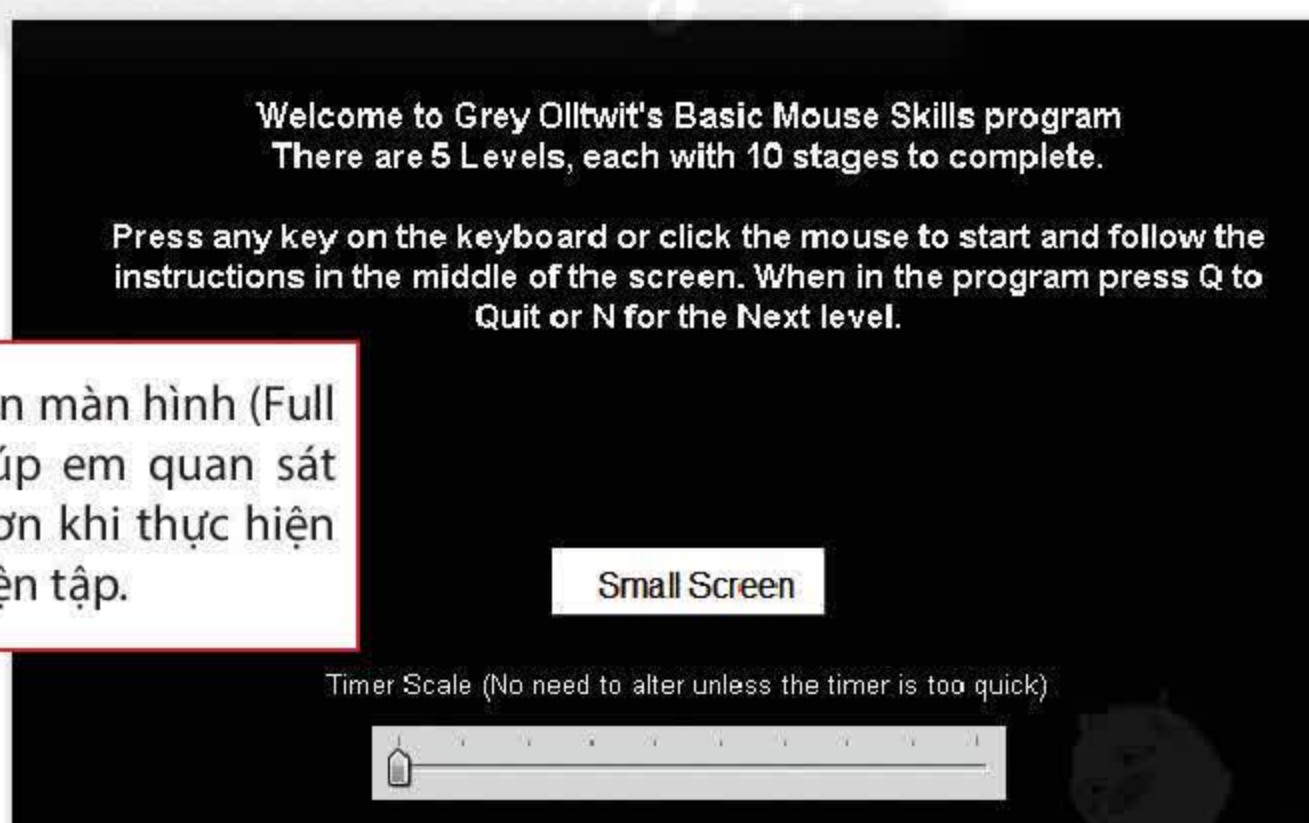 Welcome to Grey Olltwit's Basic Mouse Skills program
There are 5 Levels, each with 10 stages to complete.
Press any key on the keyboard or click the mouse to start and follow the
instructions in the middle of the screen. When in the program press Q to
Quit or N for the Next level.
màn hình (Full
em quan sát
khi thực hiện
tập.
Small Screen
Timer Scale (No need to alter unless the timer is too quick)